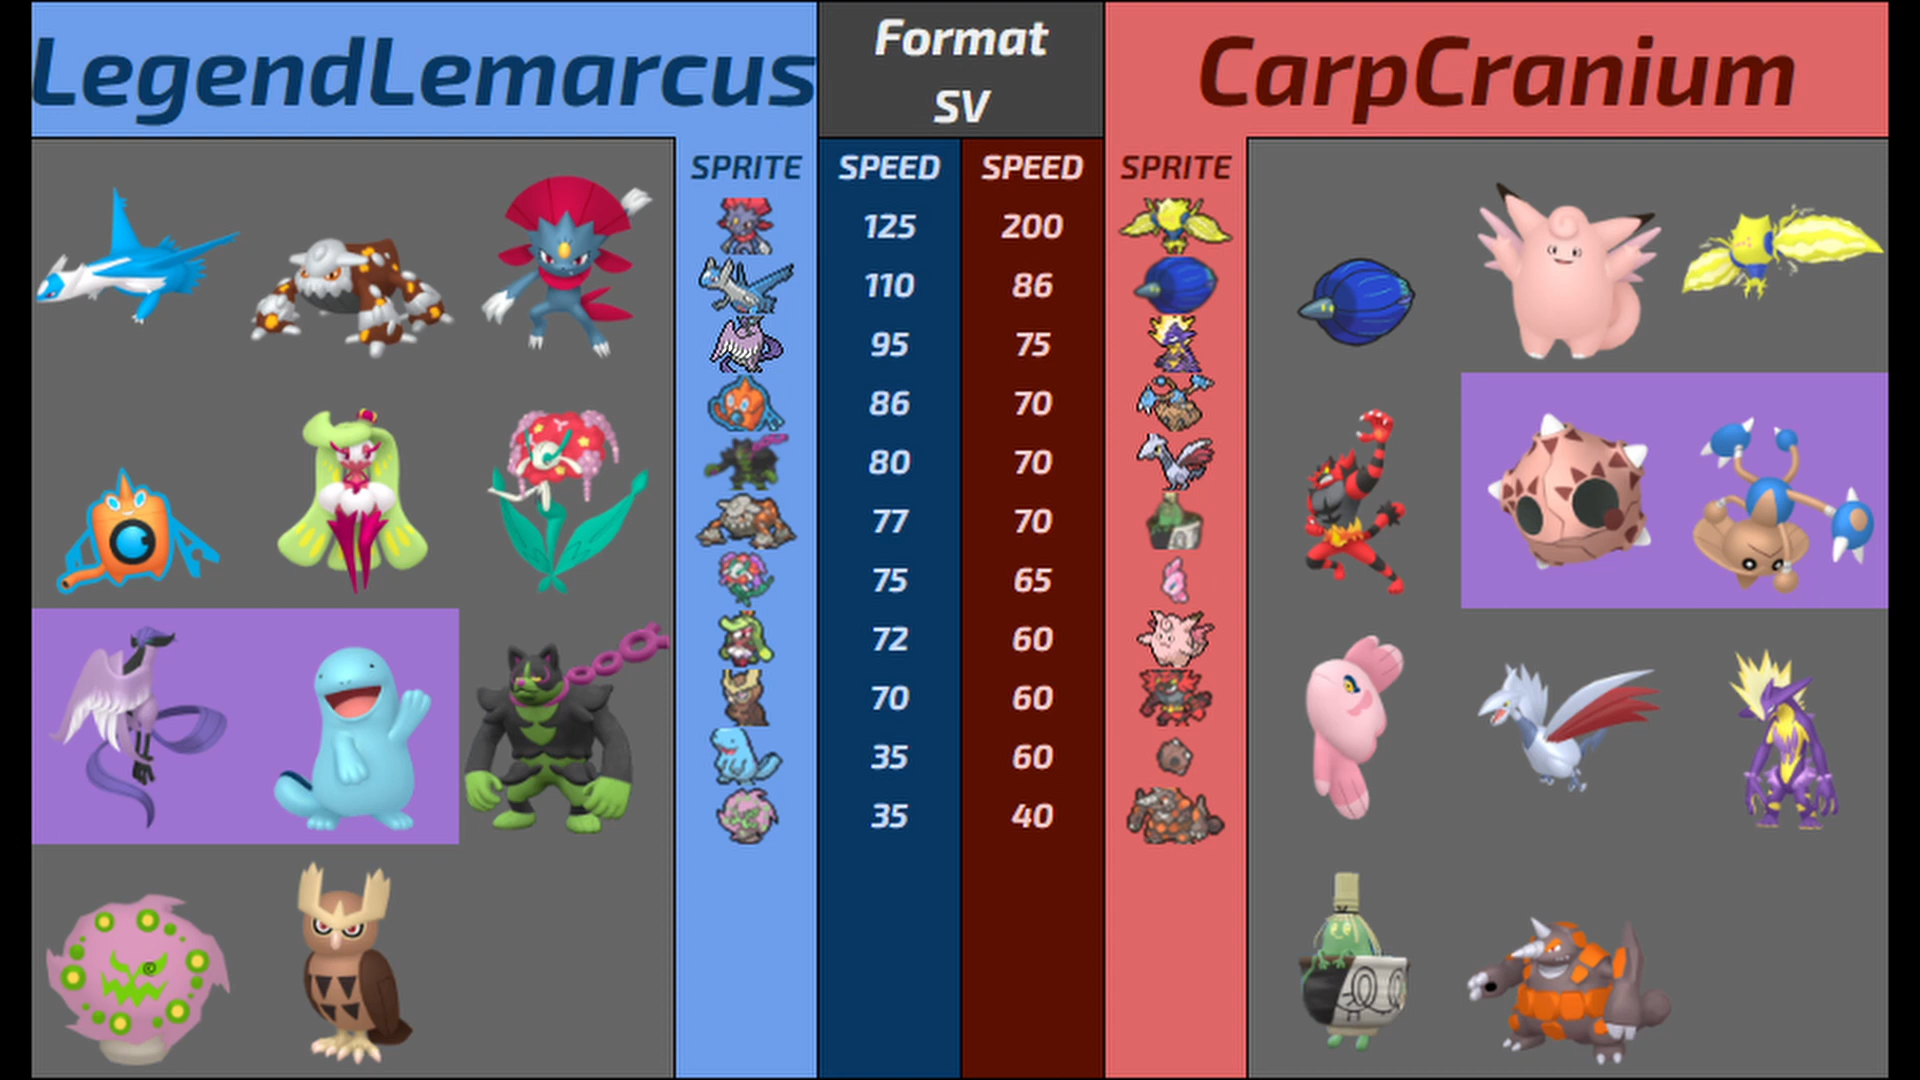 LegendLemarcus
Format
SV
CarpCranium
SPRITE SPEED SPEED SPRITE
125 200
110 86
95 75
86 70
80 70
77 70
75 65
72 60
70 60
35 60
35 40